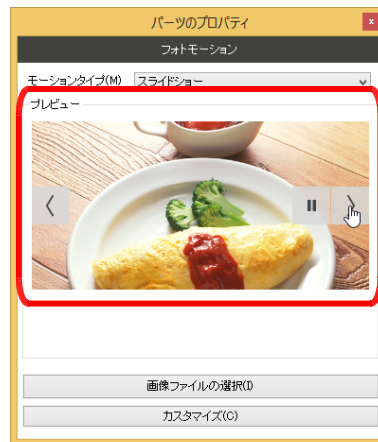 パーツのプロパティ
x
フォトモーション
モーションタイプ(M) スライドショー
プレビュー
画像ファイルの選択(I)
カスタマイズ(C)